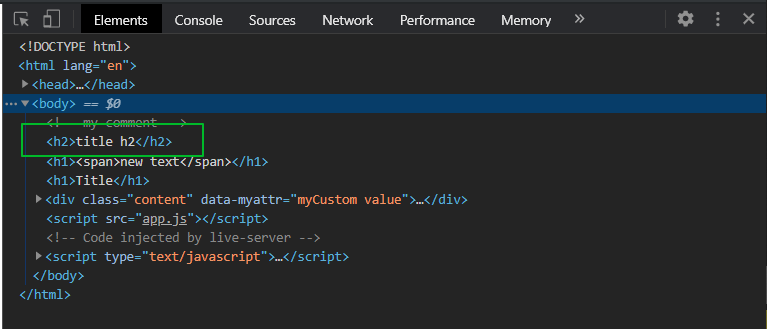 Elements Console Sources Network Performance Memory »
<!DOCTYPE html>
<html lang="en">
<head>…</head>
<body> == $0
<!-- my comment -->
<h2>title h2</h2>
<h1><span>new text</span></h1>
<h1>Title</h1>
<div class="content" data-myattr="myCustom value">…</div>
<script src="app.js"></script>
<!-- Code injected by live-server -->
<script type="text/javascript">…</script>
</body>
</html>